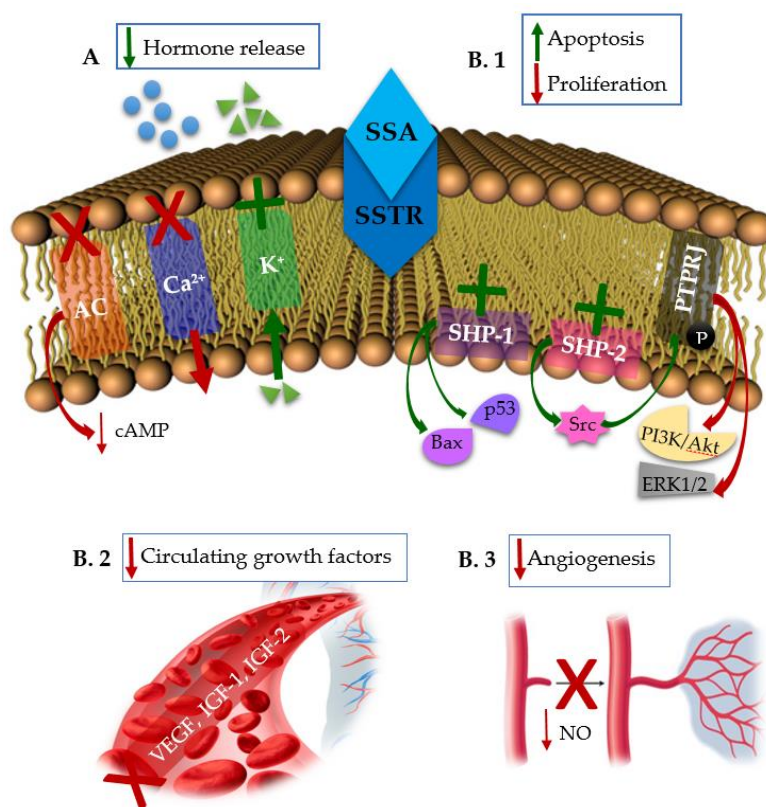 A
Hormone release
B. 1
Apoptosis
Proliferation
SSA
SSTR
AC
Ca²⁺
K⁺
SHP-1
SHP-2
PTPRJ
P
cAMP
Bax
p53
Src
PI3K/Akt
ERK1/2
B. 2
Circulating growth factors
VEGF, IGF-1, IGF-2
B. 3
Angiogenesis
NO